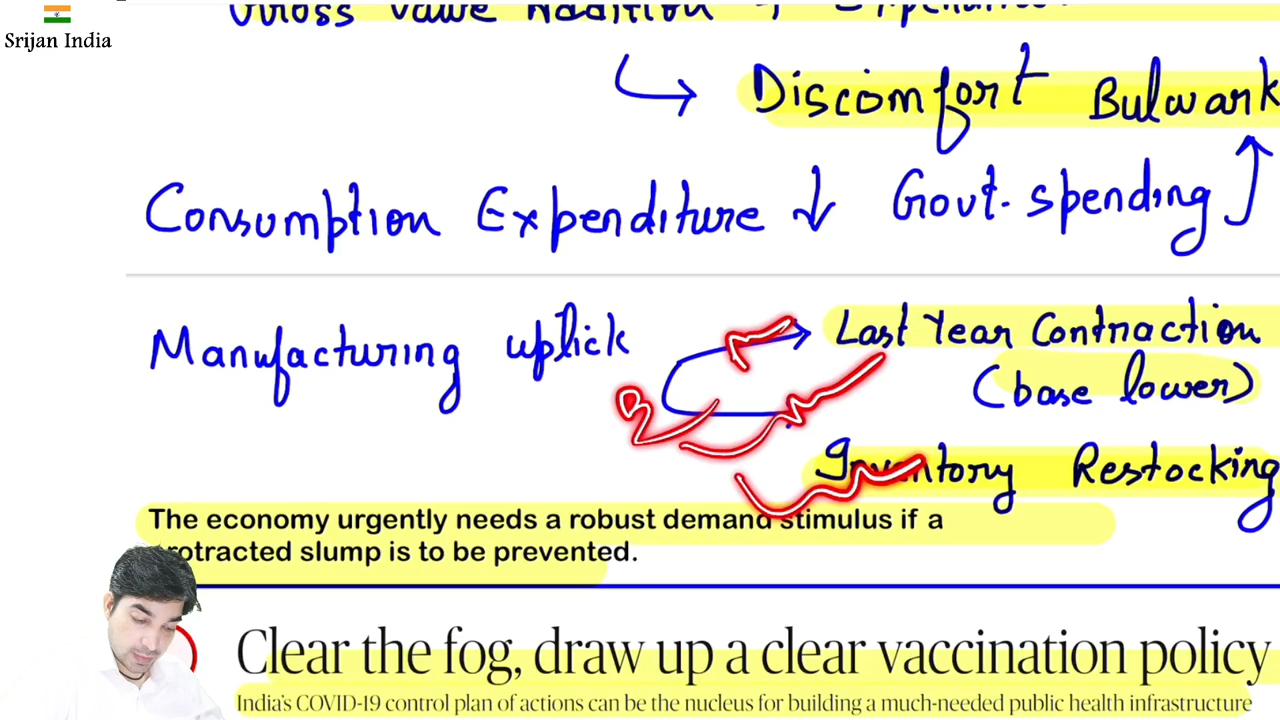 Gross Value Addition
Srijan India
Discomfort Bulwark
Consumption Expenditure ↓ Govt. spending
Manufacturing uptick
Last Year Contraction
(base lower)
Inventory Restocking
The economy urgently needs a robust demand stimulus if a
protracted slump is to be prevented.
Clear the fog, draw up a clear vaccination policy
India's COVID-19 control plan of actions can be the nucleus for building a much-needed public health infrastructure